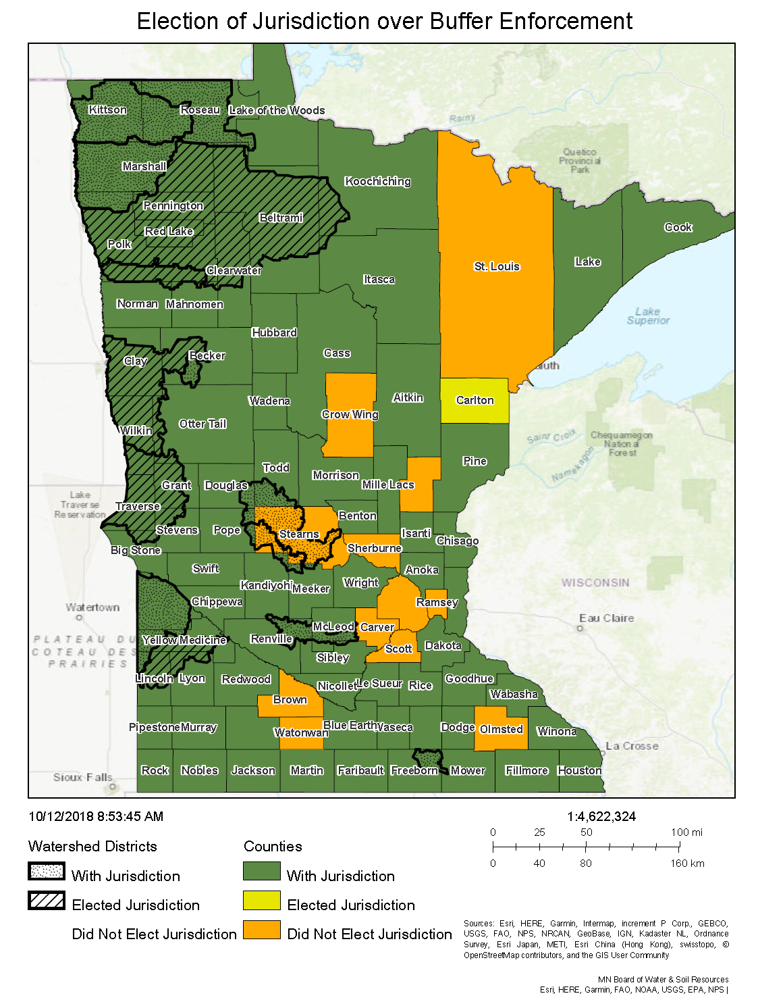 Election of Jurisdiction over Buffer Enforcement
Kittson
Roseau
Lake of the Woods
Rainy
Quetico
Provincial
Park
Marshall
Koochiching
Pennington
Beltrami
Cook
Red Lake
Polk
Clearwater
St. Louis
Lake
Itasca
Norman
Mahnomen
Lake
Superior
Hubbard
Cass
Clay
Becker
uluth
Wadena
Aitkin
Carlton
Crow Wing
Otter Tail
Wilkin
Saint Croix
Chequamegon
National
Forest
Namekagon
Todd
Pine
Morrison
Mille Lacs
Grant
Douglas
Lake
Traverse
Reservation
Traverse
Stevens
Pope
Stearns
Benton
Isanti
Chisago
Big Stone
Sherburne
Swift
Anoka
Kandiyohi
Meeker
Wright
WISCONSIN
Chippewa
Ramsey
Watertown
Eau Claire
PLATEAU DU
COTEAU DES
PRAIRIES
Yellow Medicine
Renville
McLeod
Carver
Scott
Dakota
Sibley
Lincoln
Lyon
Redwood
Nicollet
Le Sueur
Rice
Goodhue
Wabasha
Brown
Pipestone
Murray
Watonwan
Blue Earth
Waseca
Dodge
Olmsted
Winona
La Crosse
Sioux Falls
Rock
Nobles
Jackson
Martin
Faribault
Freeborn
Mower
Fillmore
Houston
10/12/2018 8:53:45 AM
1:4,622,324
0 25 50 100 mi
0 40 80 160 km
Watershed Districts
With Jurisdiction
Elected Jurisdiction
Did Not Elect Jurisdiction
Counties
With Jurisdiction
Elected Jurisdiction
Did Not Elect Jurisdiction
Sources: Esri, HERE, Garmin, Intermap, increment P Corp., GEBCO,
USGS, FAO, NPS, NRCAN, GeoBase, IGN, Kadaster NL, Ordnance
Survey, Esri Japan, METI, Esri China (Hong Kong), swisstopo, ©
OpenStreetMap contributors, and the GIS User Community
MN Board of Water & Soil Resources
Esri, HERE, Garmin, FAO, NOAA, USGS, EPA, NPS |